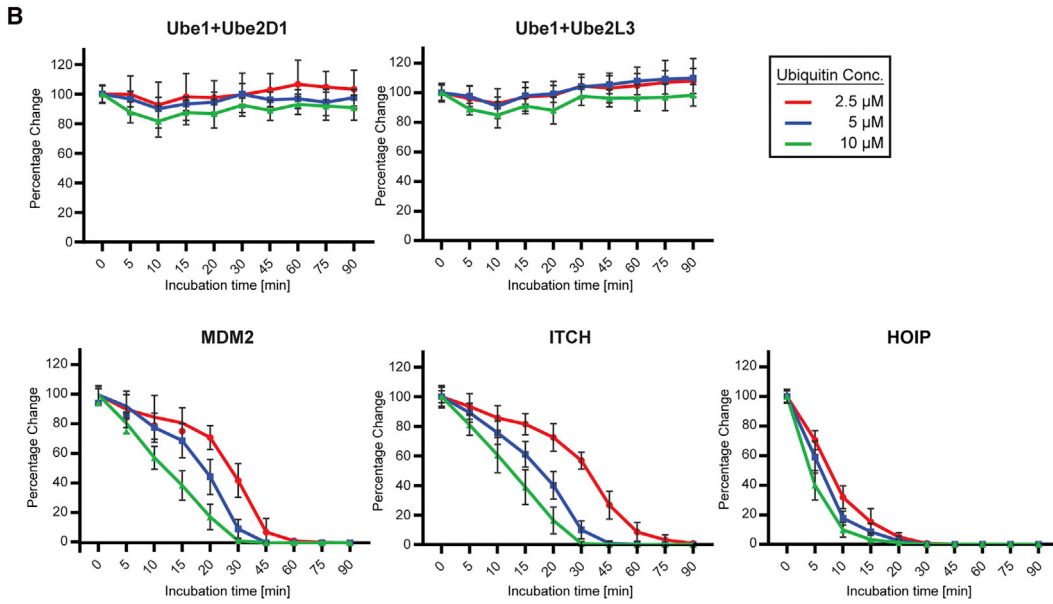 B
Ube1+Ube2D1
Percentage Change
120
100
80
60
40
20
0
0 5 10 15 20 30 45 60 75 90
Incubation time [min]
Ube1+Ube2L3
Percentage Change
120
100
80
60
40
20
0
0 5 10 15 20 30 45 60 75 90
Incubation time [min]
Ubiquitin Conc.
2.5 µM
5 µM
10 µM
MDM2
Percentage Change
120
100
80
60
40
20
0
0 5 10 15 20 30 45 60 75 90
Incubation time [min]
ITCH
Percentage Change
120
100
80
60
40
20
0
0 5 10 15 20 30 45 60 75 90
Incubation time [min]
HOIP
Percentage Change
120
100
80
60
40
20
0
0 5 10 15 20 30 45 60 75 90
Incubation time [min]